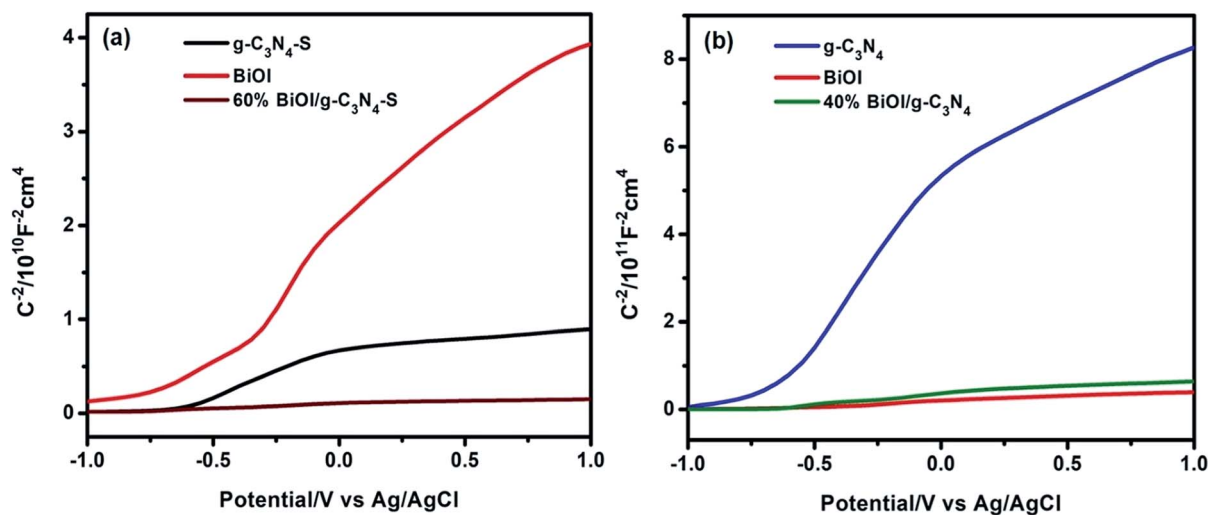 (a)
g-C₃N₄-S
BiOI
60% BiOI/g-C₃N₄-S
4
3
2
1
0
C⁻²/10¹⁰F⁻²cm⁴
-1.0 -0.5 0.0 0.5 1.0
Potential/V vs Ag/AgCl
(b)
g-C₃N₄
BiOI
40% BiOI/g-C₃N₄
8
6
4
2
0
C⁻²/10¹¹F⁻²cm⁴
-1.0 -0.5 0.0 0.5 1.0
Potential/V vs Ag/AgCl